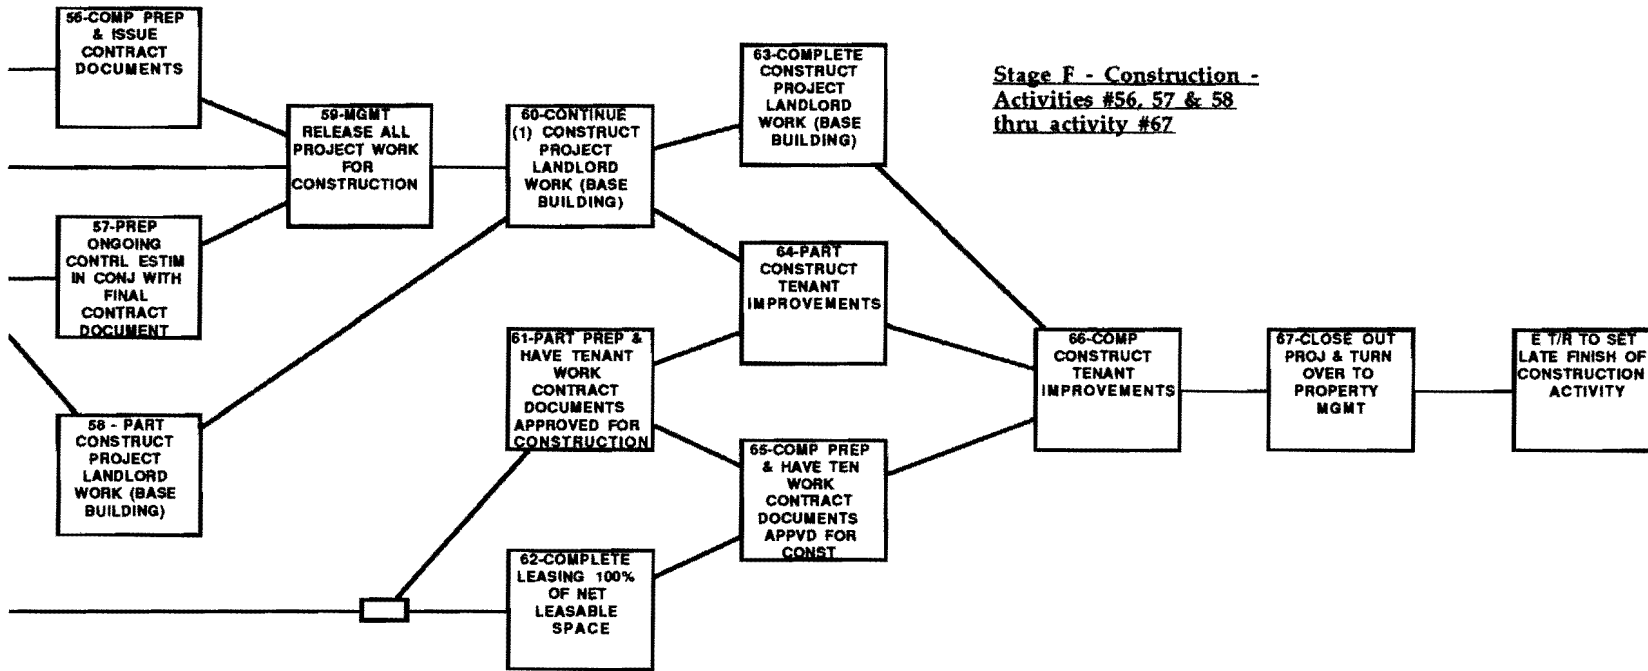 56-COMP PREP
& ISSUE
CONTRACT
DOCUMENTS
57-PREP
ONGOING
CONTRL ESTIM
IN CONJ WITH
FINAL
CONTRACT
DOCUMENT
58 - PART
CONSTRUCT
PROJECT
LANDLORD
WORK (BASE
BUILDING)
59-MGMT
RELEASE ALL
PROJECT WORK
FOR
CONSTRUCTION
60-CONTINUE
(1) CONSTRUCT
PROJECT
LANDLORD
WORK (BASE
BUILDING)
61-PART PREP &
HAVE TENANT
WORK
CONTRACT
DOCUMENTS
APPROVED FOR
CONSTRUCTION
62-COMPLETE
LEASING 100%
OF NET
LEASABLE
SPACE
63-COMPLETE
CONSTRUCT
PROJECT
LANDLORD
WORK (BASE
BUILDING)
64-PART
CONSTRUCT
TENANT
IMPROVEMENTS
65-COMP PREP
& HAVE TEN
WORK
CONTRACT
DOCUMENTS
APPVD FOR
CONST
Stage F - Construction -
Activities #56, 57 & 58
thru activity #67
66-COMP
CONSTRUCT
TENANT
IMPROVEMENTS
67-CLOSE OUT
PROJ & TURN
OVER TO
PROPERTY
MGMT
E T/R TO SET
LATE FINISH OF
CONSTRUCTION
ACTIVITY